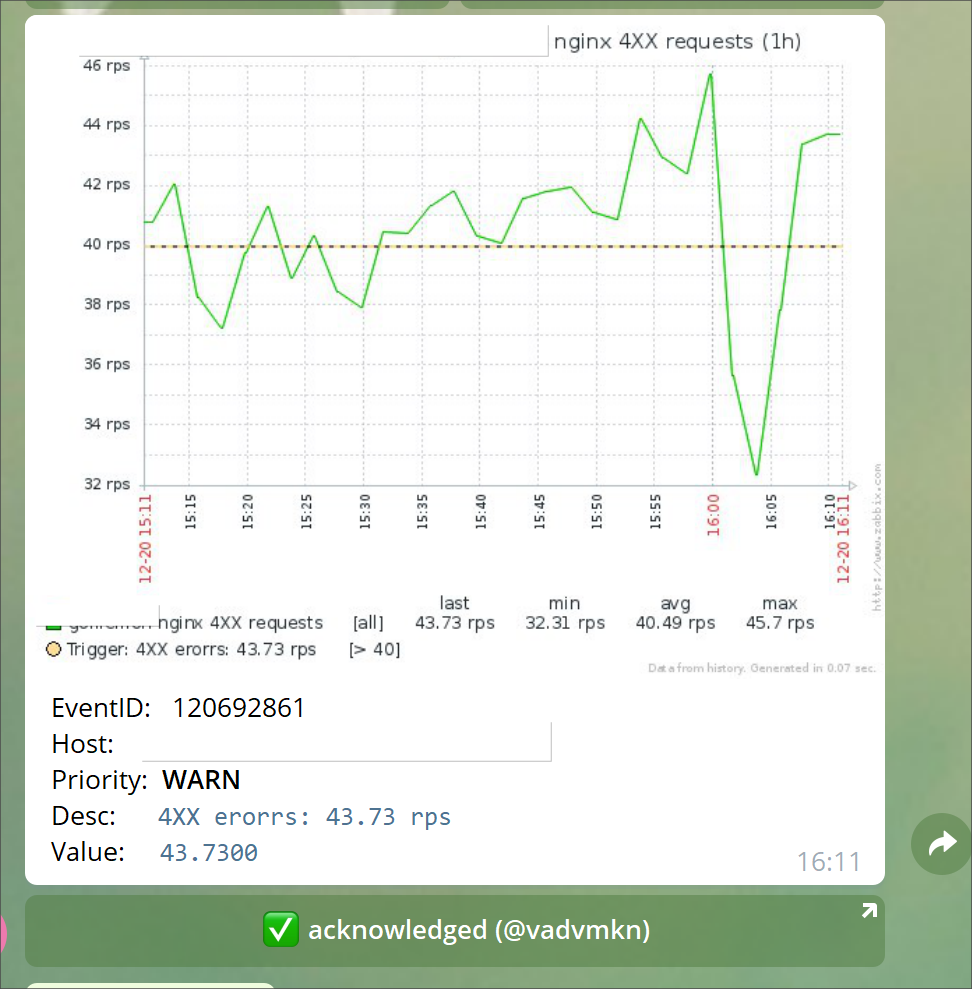 nginx 4XX requests (1h)
46 rps
44 rps
42 rps
40 rps
38 rps
36 rps
34 rps
32 rps
12-20 15:11
15:15
15:20
15:25
15:30
15:35
15:40
15:45
15:50
15:55
16:00
16:05
16:10
12-20 16:11
http://www.zabbix.com
last min avg max
nginx 4XX requests [all] 43.73 rps 32.31 rps 40.49 rps 45.7 rps
Trigger: 4XX erorrs: 43.73 rps [> 40]
Data from history. Generated in 0.07 sec.
EventID: 120692861
Host:
Priority: WARN
Desc: 4XX erorrs: 43.73 rps
Value: 43.7300
16:11
acknowledged (@vadvmkn)